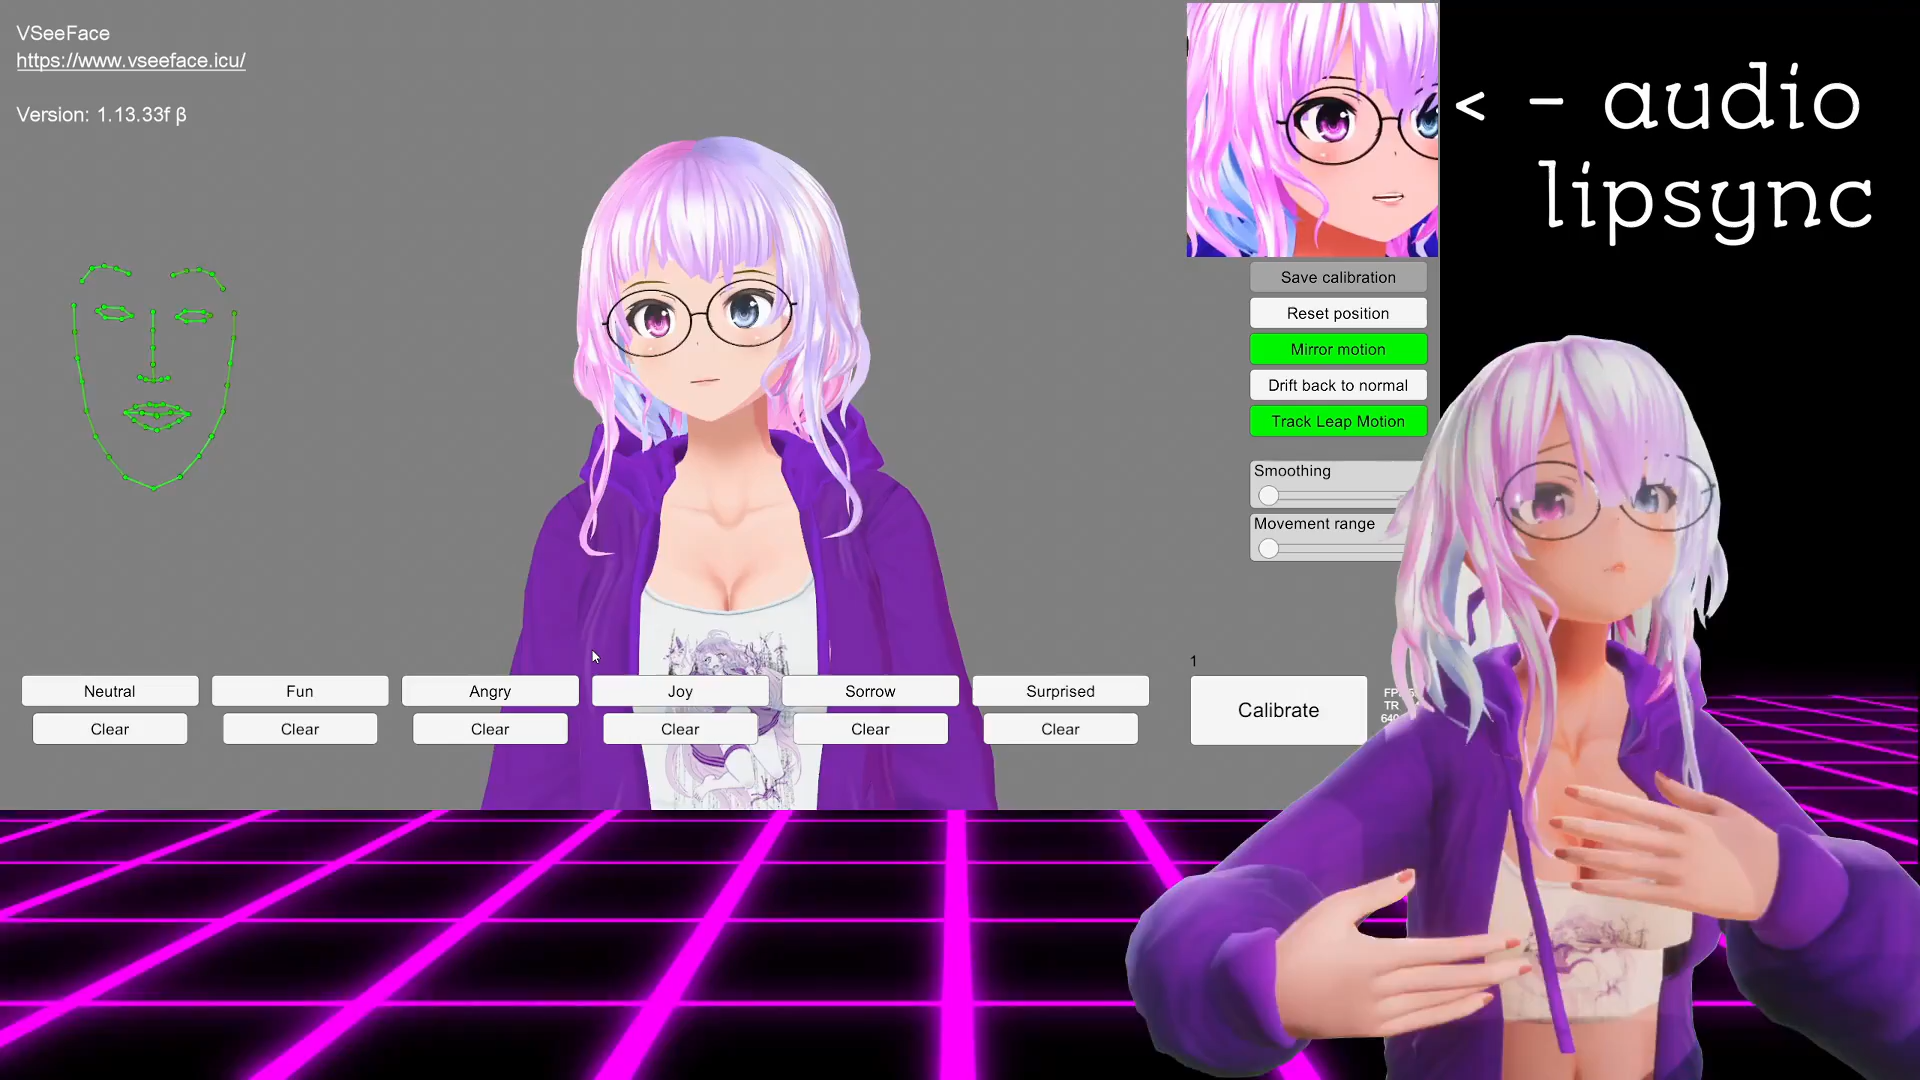 VSeeFace
https://www.vseeface.icu/
Version: 1.13.33f β
< - audio
lipsync
Save calibration
Reset position
Mirror motion
Drift back to normal
Track Leap Motion
Smoothing
Movement range
1
Neutral
Fun
Angry
Joy
Sorrow
Surprised
Clear
Clear
Clear
Clear
Clear
Clear
Calibrate
TR